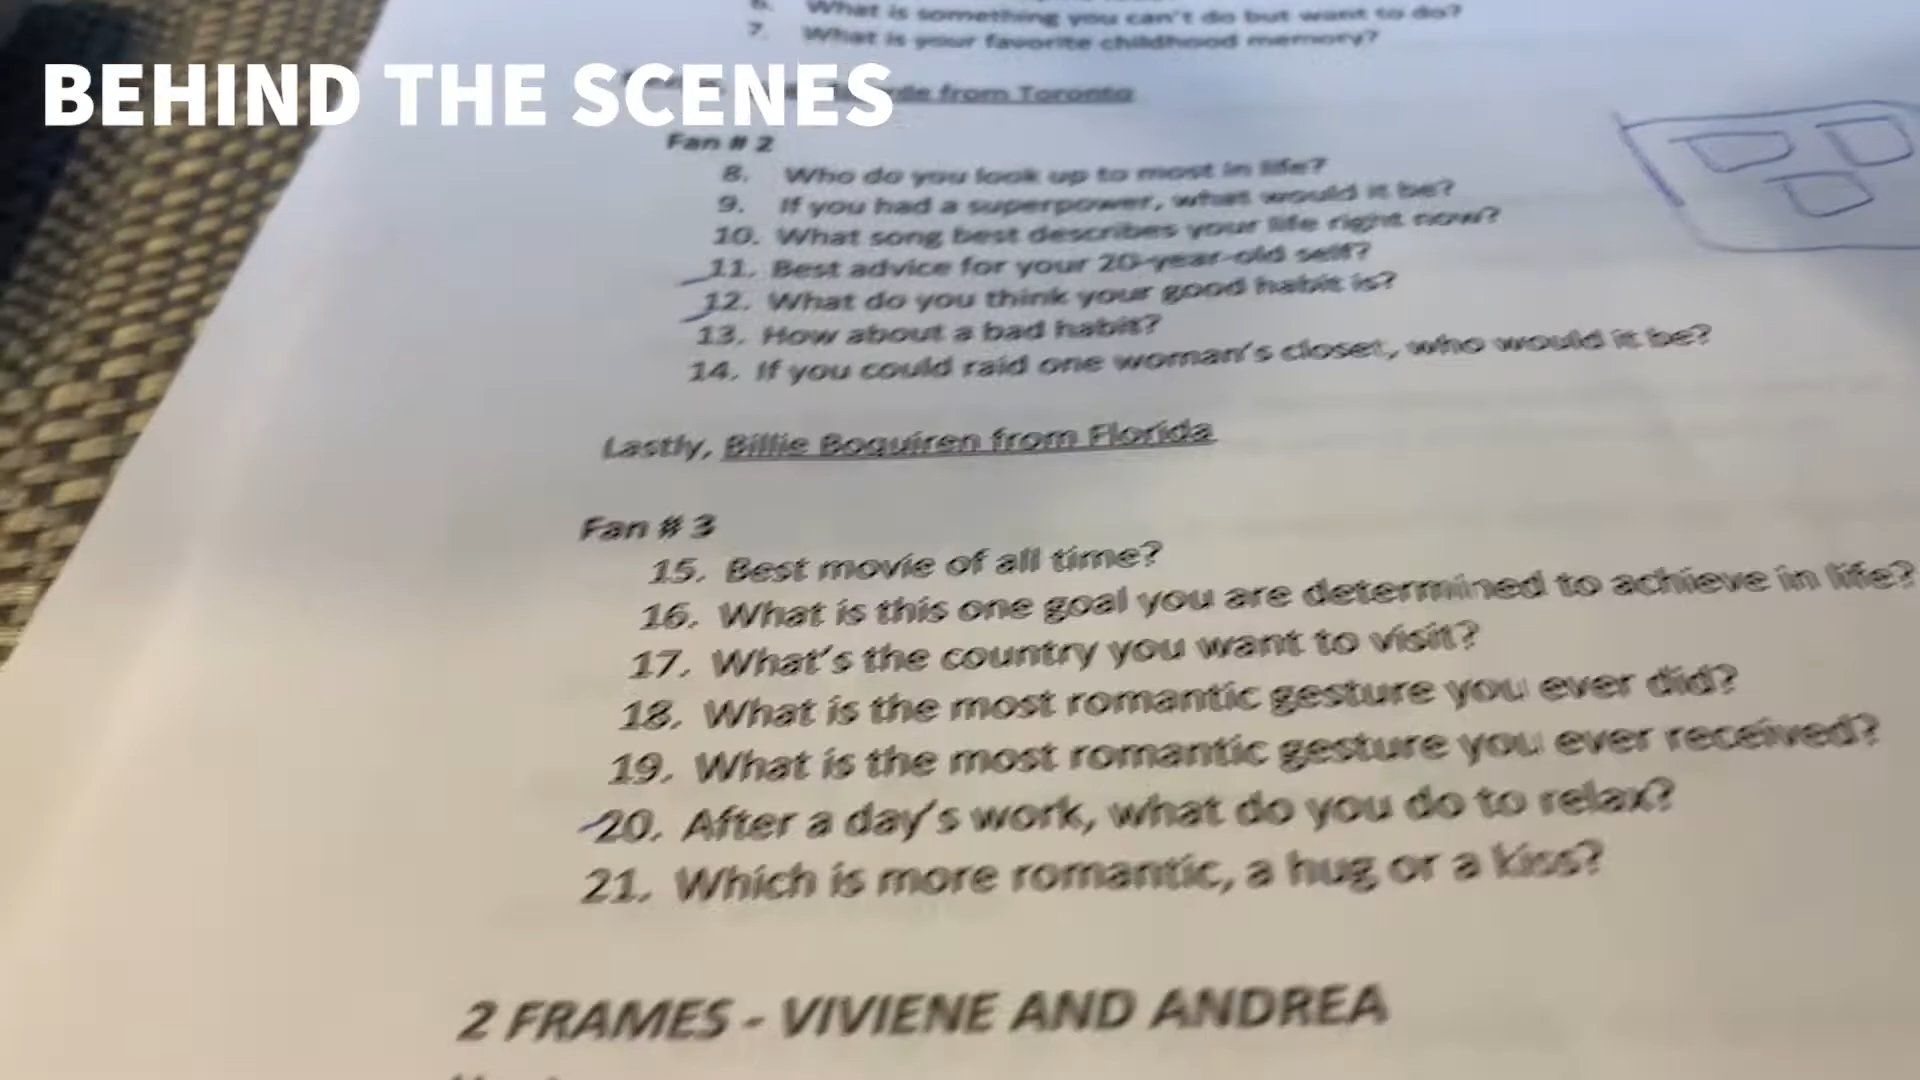 6. What is something you can't do but want to do?
7. What is your favorite childhood memory?
BEHIND THE SCENES
from Toronto
Fan # 2
8. Who do you look up to most in life?
9. If you had a superpower, what would it be?
10. What song best describes your life right now?
11. Best advice for your 20-year-old self?
12. What do you think your good habit is?
13. How about a bad habit?
14. If you could raid one woman's closet, who would it be?
Lastly, Billie Boquiren from Florida
Fan # 3
15. Best movie of all time?
16. What is this one goal you are determined to achieve in life?
17. What's the country you want to visit?
18. What is the most romantic gesture you ever did?
19. What is the most romantic gesture you ever received?
20. After a day's work, what do you do to relax?
21. Which is more romantic, a hug or a kiss?
2 FRAMES - VIVIENE AND ANDREA